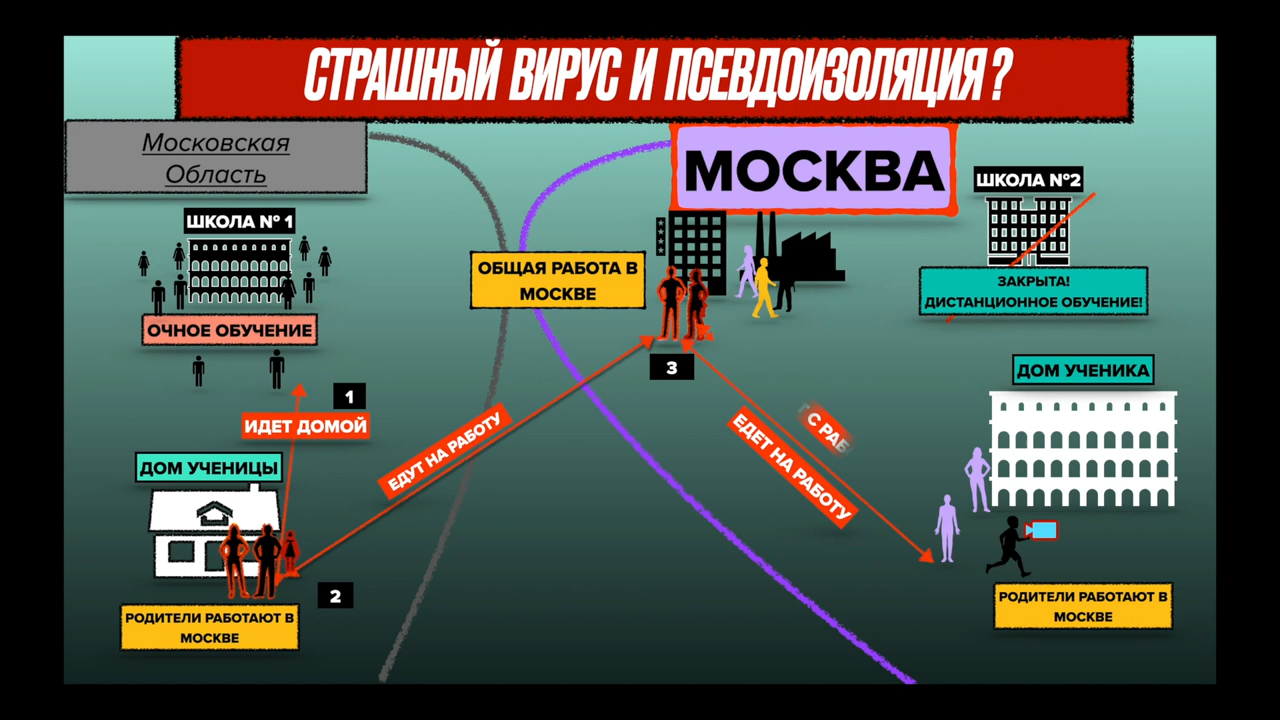 СТРАШНЫЙ ВИРУС И ПСЕВДОИЗОЛЯЦИЯ?
Московская
Область
МОСКВА
ШКОЛА №2
ШКОЛА № 1
ОБЩАЯ РАБОТА В
МОСКВЕ
ЗАКРЫТА!
ДИСТАНЦИОННОЕ ОБУЧЕНИЕ!
ОЧНОЕ ОБУЧЕНИЕ
3
ДОМ УЧЕНИКА
1
ИДЕТ ДОМОЙ
ЕДУТ НА РАБОТУ
С
ЕДЕТ НА РАБОТУ
ДОМ УЧЕНИЦЫ
2
РОДИТЕЛИ РАБОТАЮТ В
МОСКВЕ
РОДИТЕЛИ РАБОТАЮТ В
МОСКВЕ